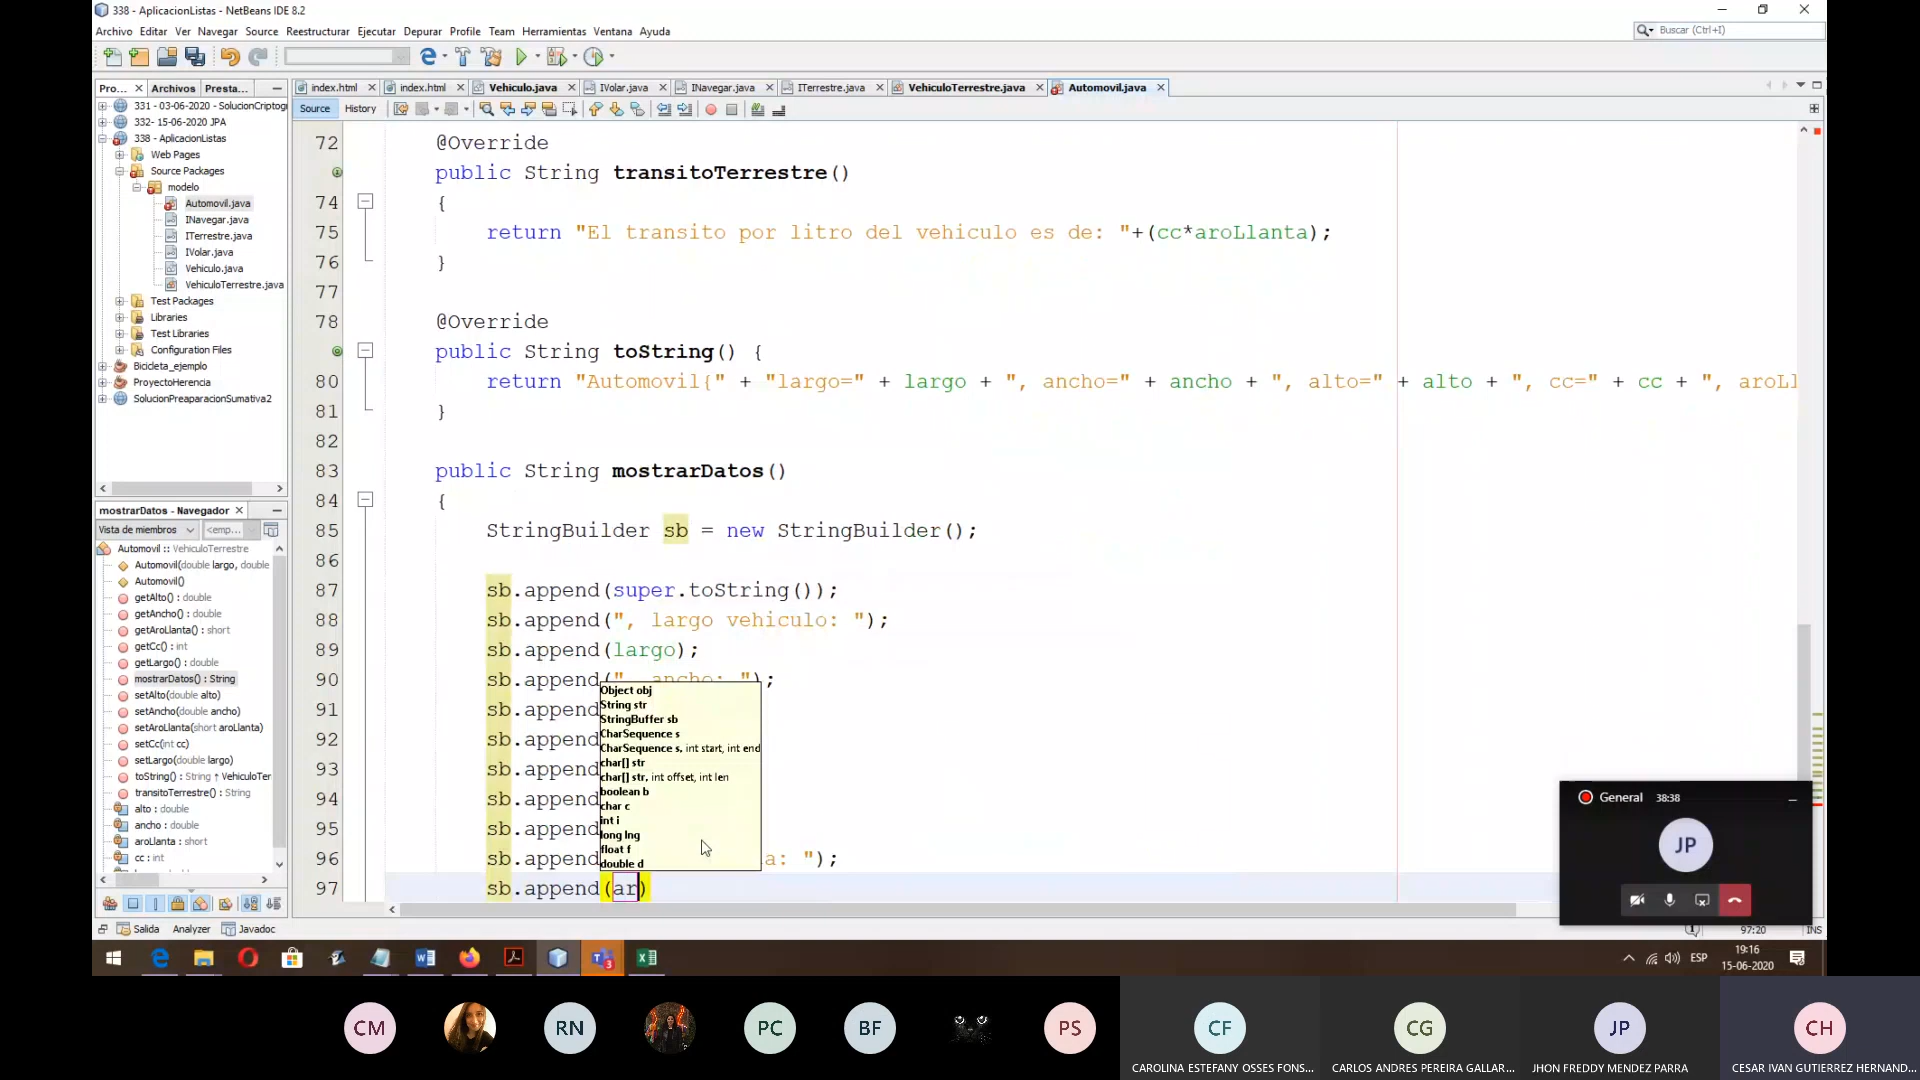 338 - AplicacionListas - NetBeans IDE 8.2
Archivo Editar Ver Navegar Source Reestructurar Ejecutar Depurar Profile Team Herramientas Ventana Ayuda
Buscar (Ctrl+I)
Pro... Archivos Presta...
index.html index.html Vehiculo.java IVolar.java INavegar.java ITerrestre.java VehiculoTerrestre.java Automovil.java
Source History
331 - 03-06-2020 - SolucionCriptogr
332- 15-06-2020 JPA
338 - AplicacionListas
Web Pages
Source Packages
modelo
Automovil.java
INavegar.java
ITerrestre.java
IVolar.java
Vehiculo.java
VehiculoTerrestre.java
Test Packages
Libraries
Test Libraries
Configuration Files
Bicicleta_ejemplo
ProyectoHerencia
SolucionPreaparacionSumativa2
mostrarDatos - Navegador
Vista de miembros <emp...
Automovil :: VehiculoTerrestre
Automovil(double largo, double
Automovil()
getAlto() : double
getAncho() : double
getAroLlanta() : short
getCc() : int
getLargo() : double
mostrarDatos() : String
setAlto(double alto)
setAncho(double ancho)
setAroLlanta(short aroLlanta)
setCc(int cc)
setLargo(double largo)
toString() : String ↑ VehiculoTer
transitoTerrestre() : String
alto : double
ancho : double
aroLlanta : short
cc : int
72 @Override
public String transitoTerrestre()
74 {
75 return "El transito por litro del vehiculo es de: "+(cc*aroLlanta);
76 }
77
78 @Override
public String toString() {
80 return "Automovil{" + "largo=" + largo + ", ancho=" + ancho + ", alto=" + alto + ", cc=" + cc + ", aroLl
81 }
82
83 public String mostrarDatos()
84 {
85 StringBuilder sb = new StringBuilder();
86
87 sb.append(super.toString());
88 sb.append(", largo vehiculo: ");
89 sb.append(largo);
90 sb.append(", ancho: ");
91 sb.append
92 sb.append
93 sb.append
94 sb.append
95 sb.append
96 sb.append a: ");
97 sb.append(ar)
Object obj
String str
StringBuffer sb
CharSequence s
CharSequence s, int start, int end
char[] str
char[] str, int offset, int len
boolean b
char c
int i
long lng
float f
double d
General 38:38
JP
Salida Analyzer Javadoc
97:20 INS
ESP
19:16
15-06-2020
CM RN PC BF PS CF CG JP CH
CAROLINA ESTEFANY OSSES FONS... CARLOS ANDRES PEREIRA GALLAR... JHON FREDDY MENDEZ PARRA CESAR IVAN GUTIERREZ HERNAND...